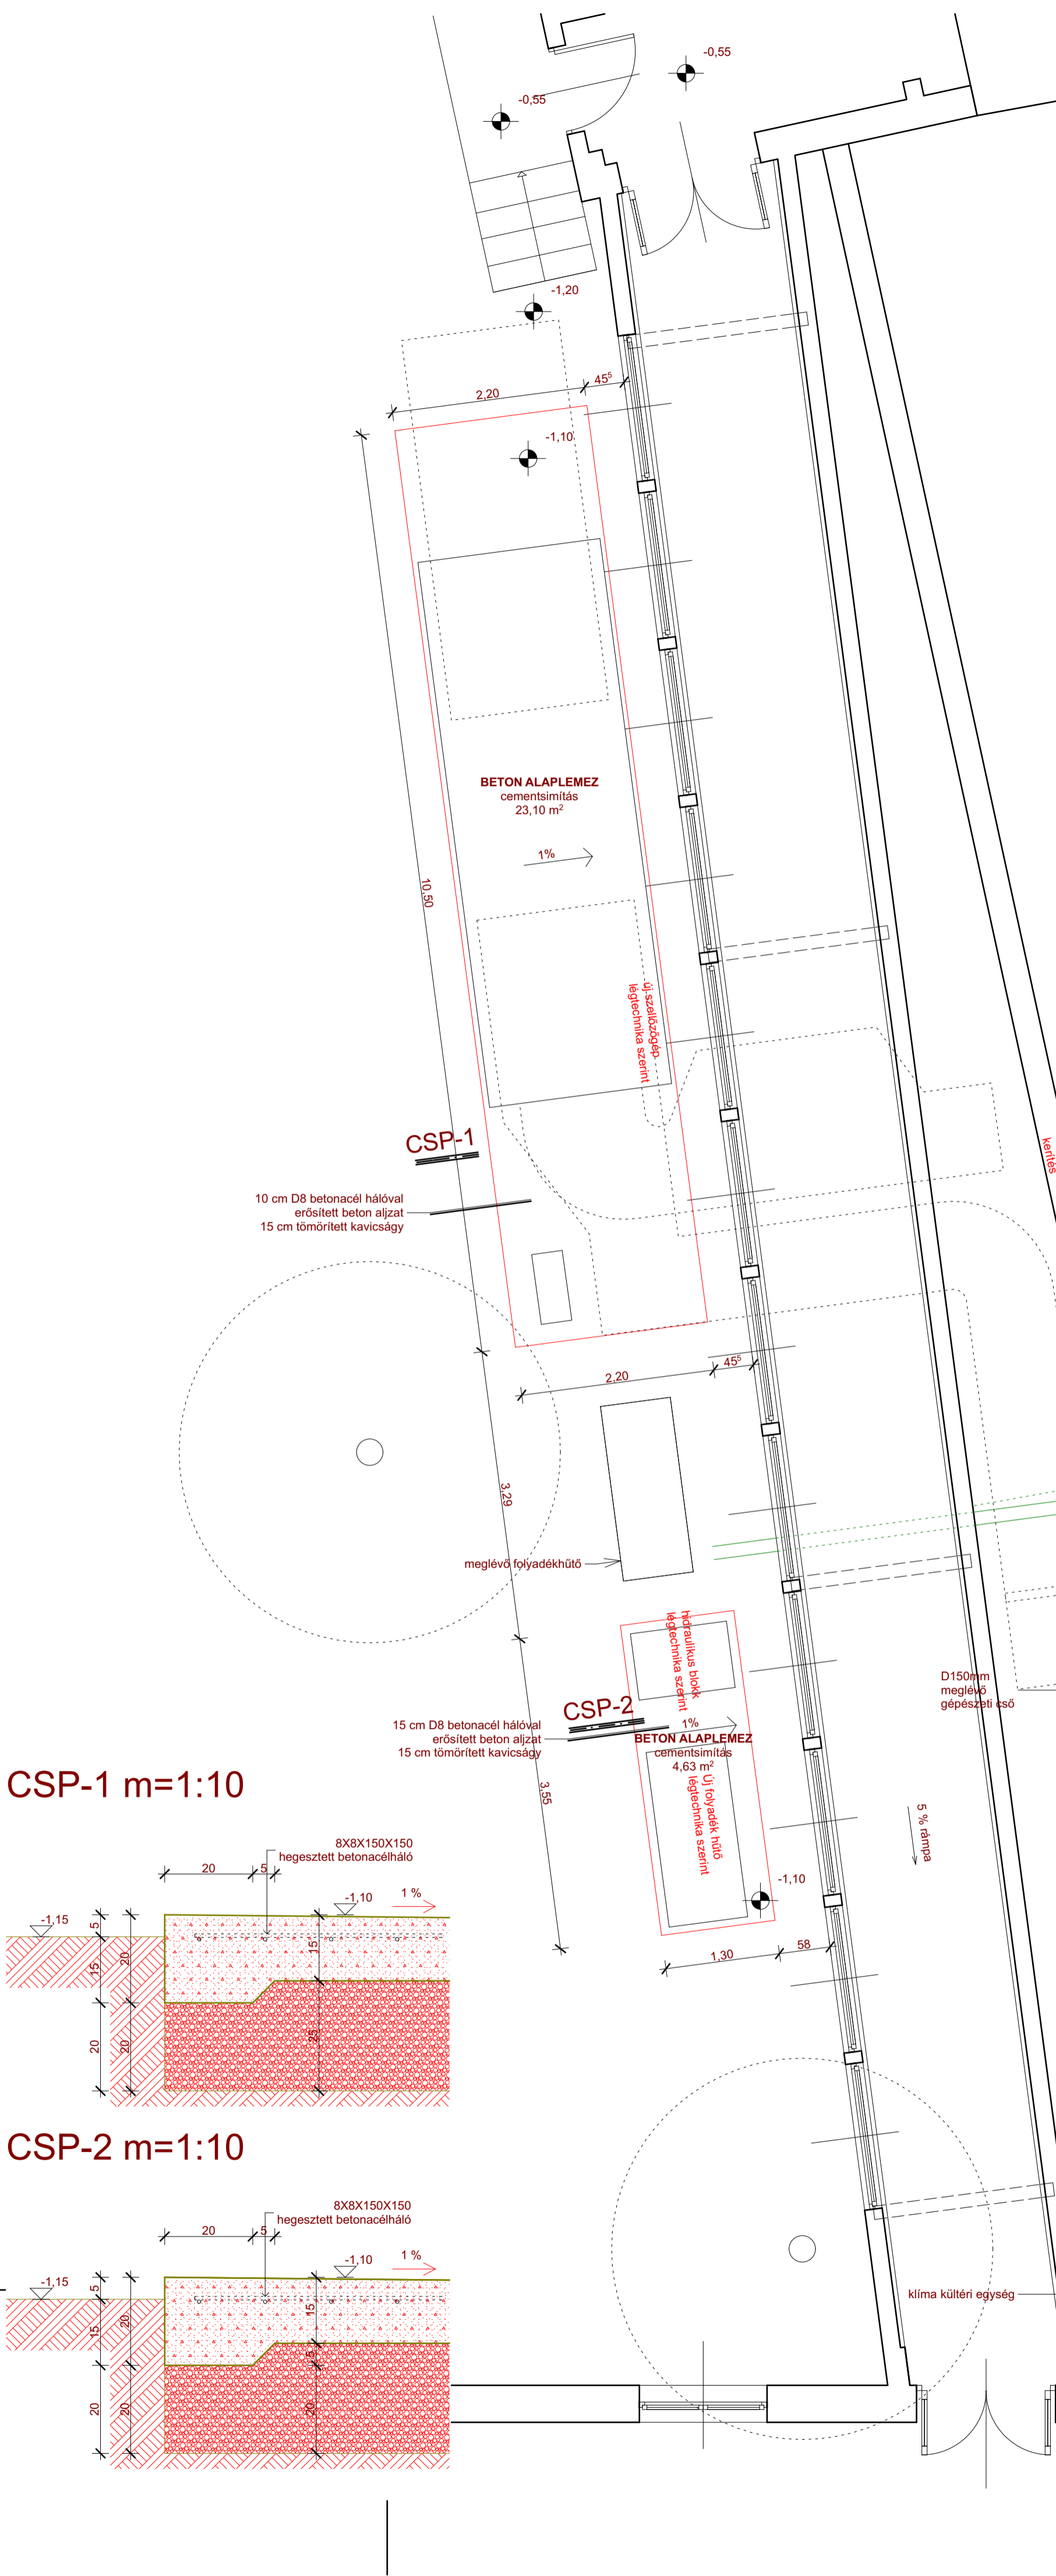 -0,55
-0,55
-1,20
2,20
45⁵
-1,10
BETON ALAPLEMEZ
cementsimítás
23,10 m²
1%
10,50
új szellőzőgép
légtechnika szerint
CSP-1
kerítés
10 cm D8 betonacél hálóval
erősített beton aljzat
15 cm tömörített kavicságy
2,20
45⁵
3,29
meglévő folyadékhűtő
hidraulikus blokk
légtechnika szerint
D150mm
meglévő
gépészeti cső
CSP-2
1%
15 cm D8 betonacél hálóval
erősített beton aljzat
15 cm tömörített kavicságy
BETON ALAPLEMEZ
cementsimítás
4,63 m²
Új folyadék hűtő
légtechnika szerint
3,55
5 % rámpa
-1,10
1,30
58
CSP-1 m=1:10
8X8X150X150
hegesztett betonacélháló
20
5
-1,10
1 %
-1,15
5
15
20
15
20
20
25
CSP-2 m=1:10
8X8X150X150
hegesztett betonacélháló
20
5
-1,10
1 %
-1,15
5
15
20
15
5
20
20
20
klíma kültéri egység